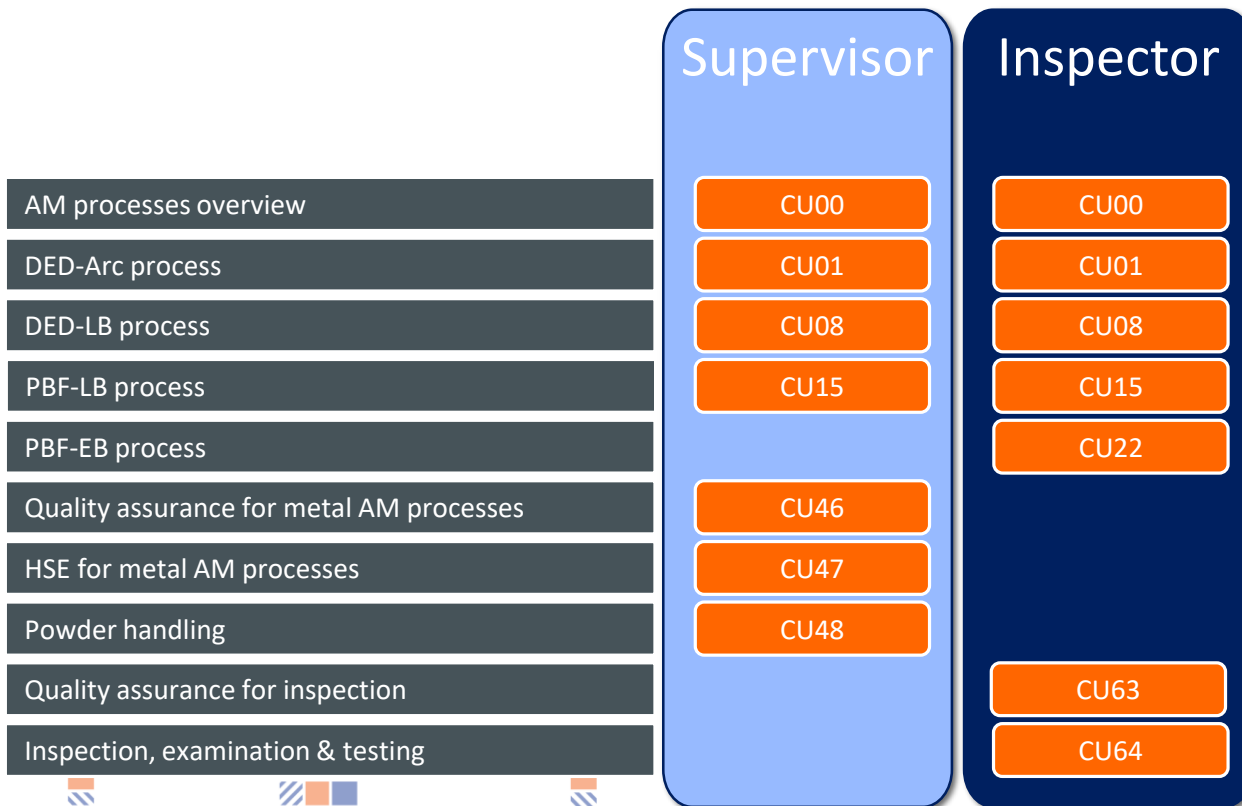 Supervisor Inspector
AM processes overview CU00 CU00
DED-Arc process CU01 CU01
DED-LB process CU08 CU08
PBF-LB process CU15 CU15
PBF-EB process CU22
Quality assurance for metal AM processes CU46
HSE for metal AM processes CU47
Powder handling CU48
Quality assurance for inspection CU63
Inspection, examination & testing CU64